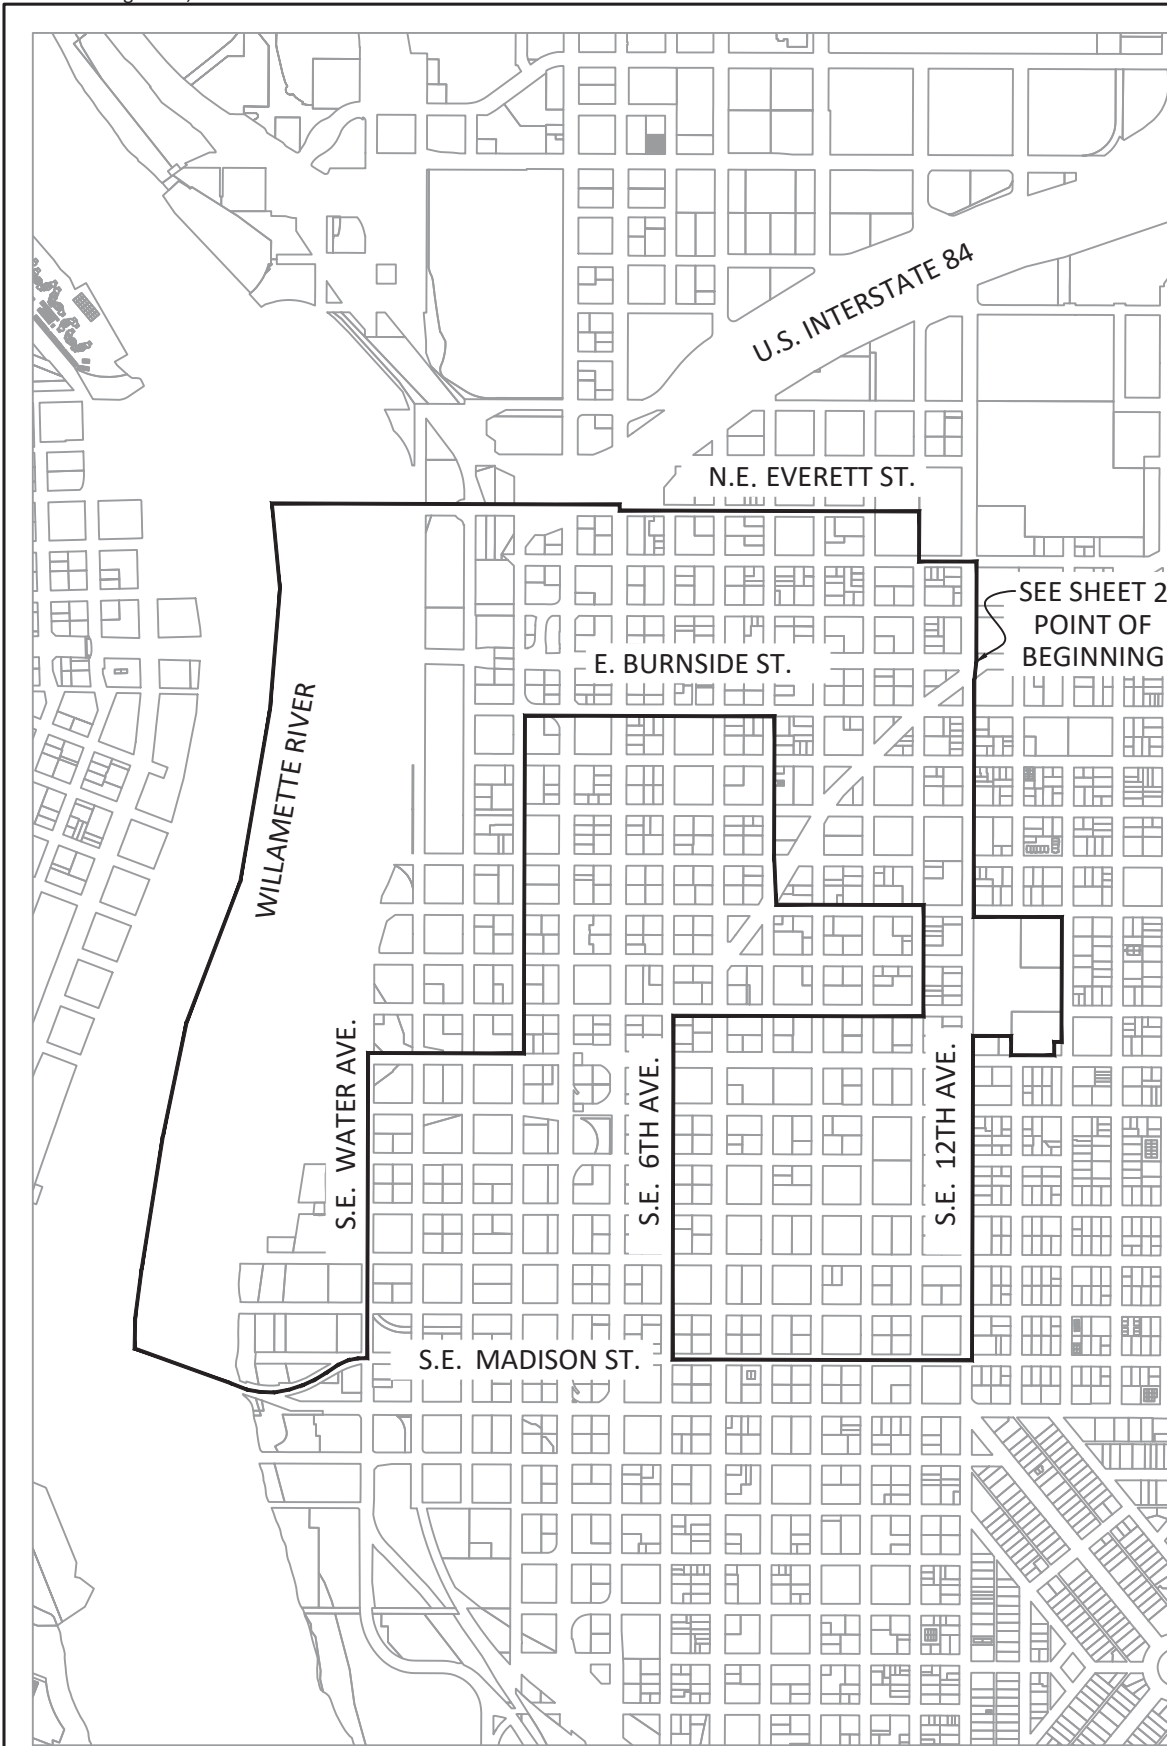 U.S. INTERSTATE 84
N.E. EVERETT ST.
SEE SHEET 2
POINT OF
BEGINNING
E. BURNSIDE ST.
WILLAMETTE RIVER
S.E. WATER AVE.
S.E. 6TH AVE.
S.E. 12TH AVE.
S.E. MADISON ST.